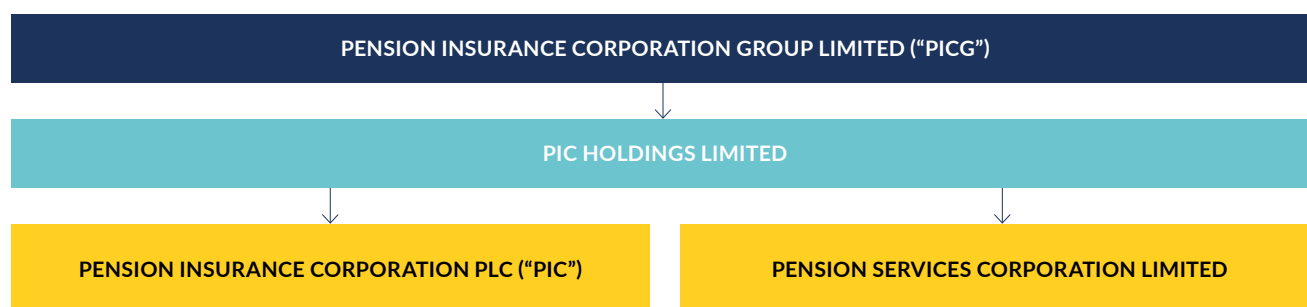 PENSION INSURANCE CORPORATION GROUP LIMITED (“PICG”)
PIC HOLDINGS LIMITED
PENSION INSURANCE CORPORATION PLC (“PIC”)
PENSION SERVICES CORPORATION LIMITED